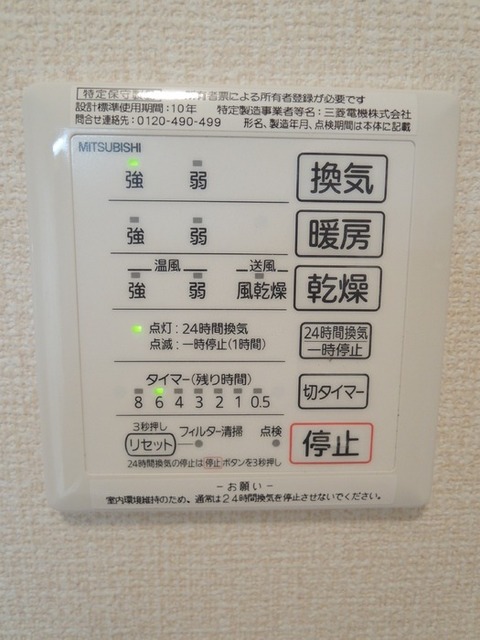 特定保守 所有者票による所有者登録が必要です
設計標準使用期間:10年 特定製造事業者等名:三菱電機株式会社
問合せ連絡先:0120-490-499 形名、製造年月、点検期間は本体に記載
MITSUBISHI
強 弱 換気
強 弱 暖房
温風 送風
強 弱 風乾燥 乾燥
点灯:24時間換気
点滅:一時停止(1時間)
24時間換気
一時停止
タイマー(残り時間)
8 6 4 3 2 1 0.5
切タイマー
3秒押し
リセット フィルター清掃 点検
停止
24時間換気の停止は停止ボタンを3秒押し
-お願い-
室内環境維持のため、通常は24時間換気を停止させないでください。